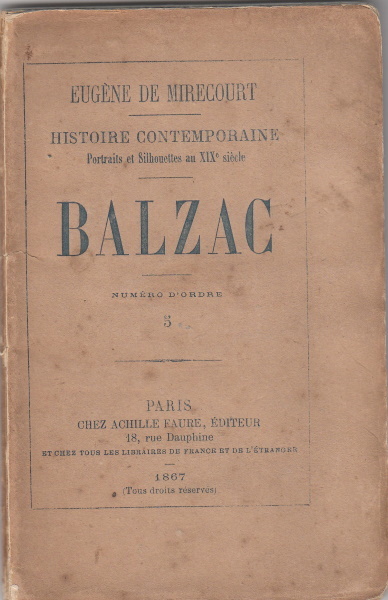 EUGÈNE DE MIRECOURT
HISTOIRE CONTEMPORAINE
Portraits et Silhouettes au XIXe siècle
BALZAC
NUMÉRO D'ORDRE
5
PARIS
CHEZ ACHILLE FAURE, ÉDITEUR
18, rue Dauphine
ET CHEZ TOUS LES LIBRAIRES DE FRANCE ET DE L'ÉTRANGER
1867
(Tous droits réservés)